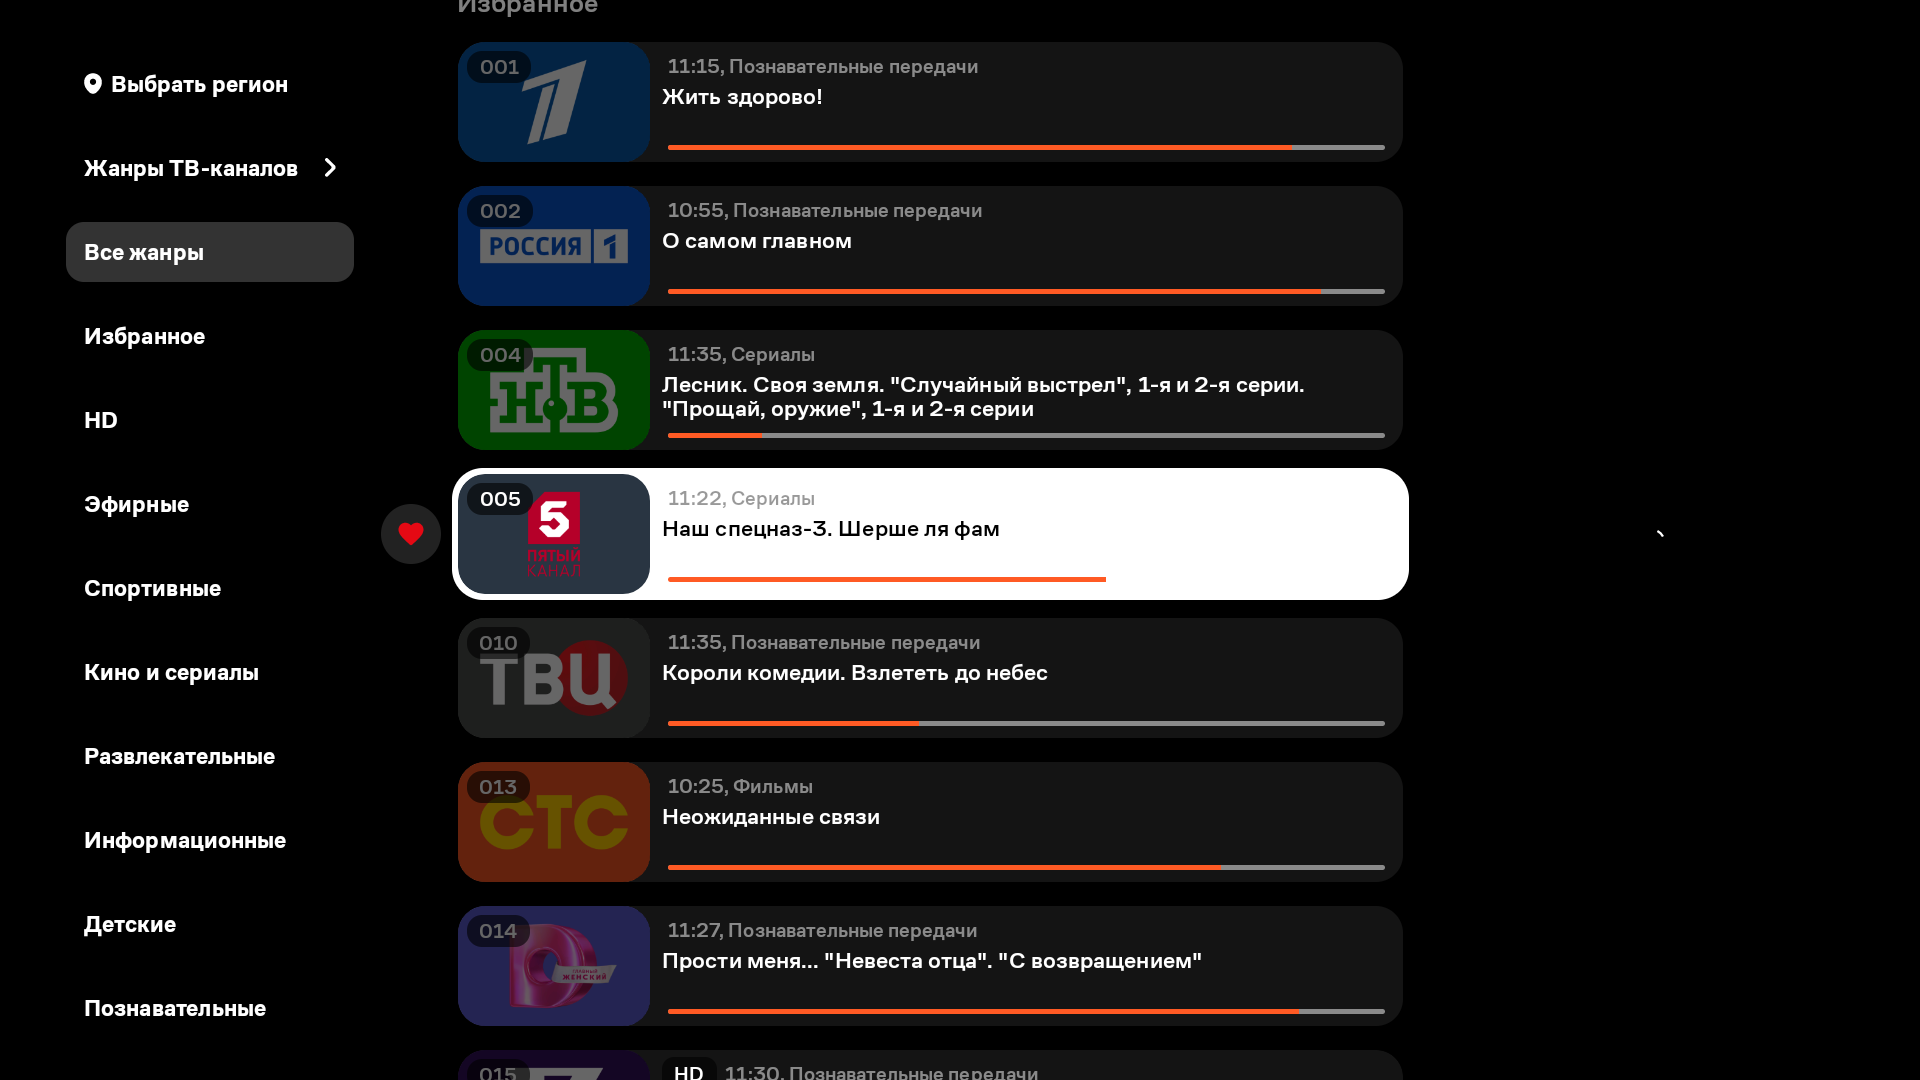 Избранное
Выбрать регион
Жанры ТВ-каналов
Все жанры
Избранное
HD
Эфирные
Спортивные
Кино и сериалы
Развлекательные
Информационные
Детские
Познавательные
001
11:15, Познавательные передачи
Жить здорово!
002
РОССИЯ 1
10:55, Познавательные передачи
О самом главном
004
НТВ
11:35, Сериалы
Лесник. Своя земля. "Случайный выстрел", 1-я и 2-я серии.
"Прощай, оружие", 1-я и 2-я серии
005
5
ПЯТЫЙ
КАНАЛ
11:22, Сериалы
Наш спецназ-3. Шерше ля фам
010
ТВЦ
11:35, Познавательные передачи
Короли комедии. Взлететь до небес
013
СТС
10:25, Фильмы
Неожиданные связи
014
ГЛАВНЫЙ
ЖЕНСКИЙ
11:27, Познавательные передачи
Прости меня... "Невеста отца". "С возвращением"
015
HD
11:30, Познавательные передачи